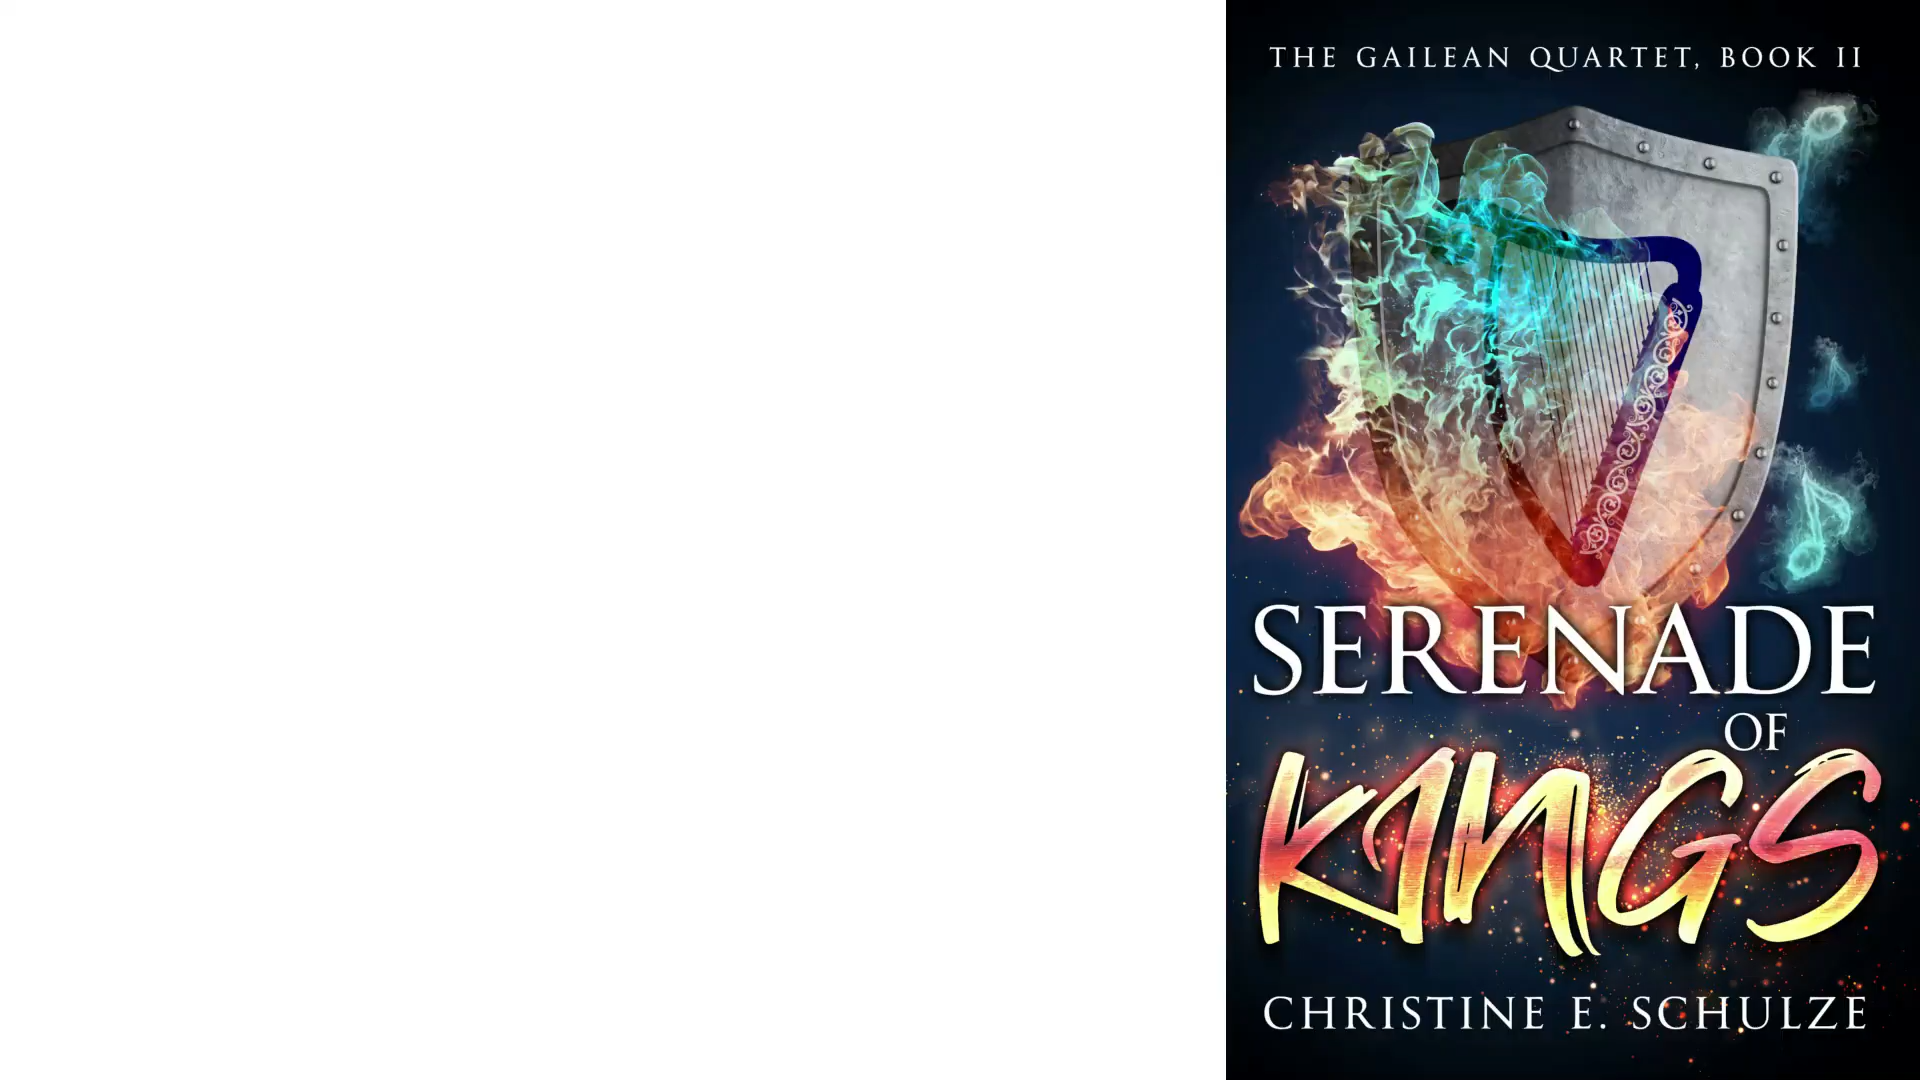 THE GAILEAN QUARTET, BOOK II
SERENADE
OF
KINGS
CHRISTINE E. SCHULZE